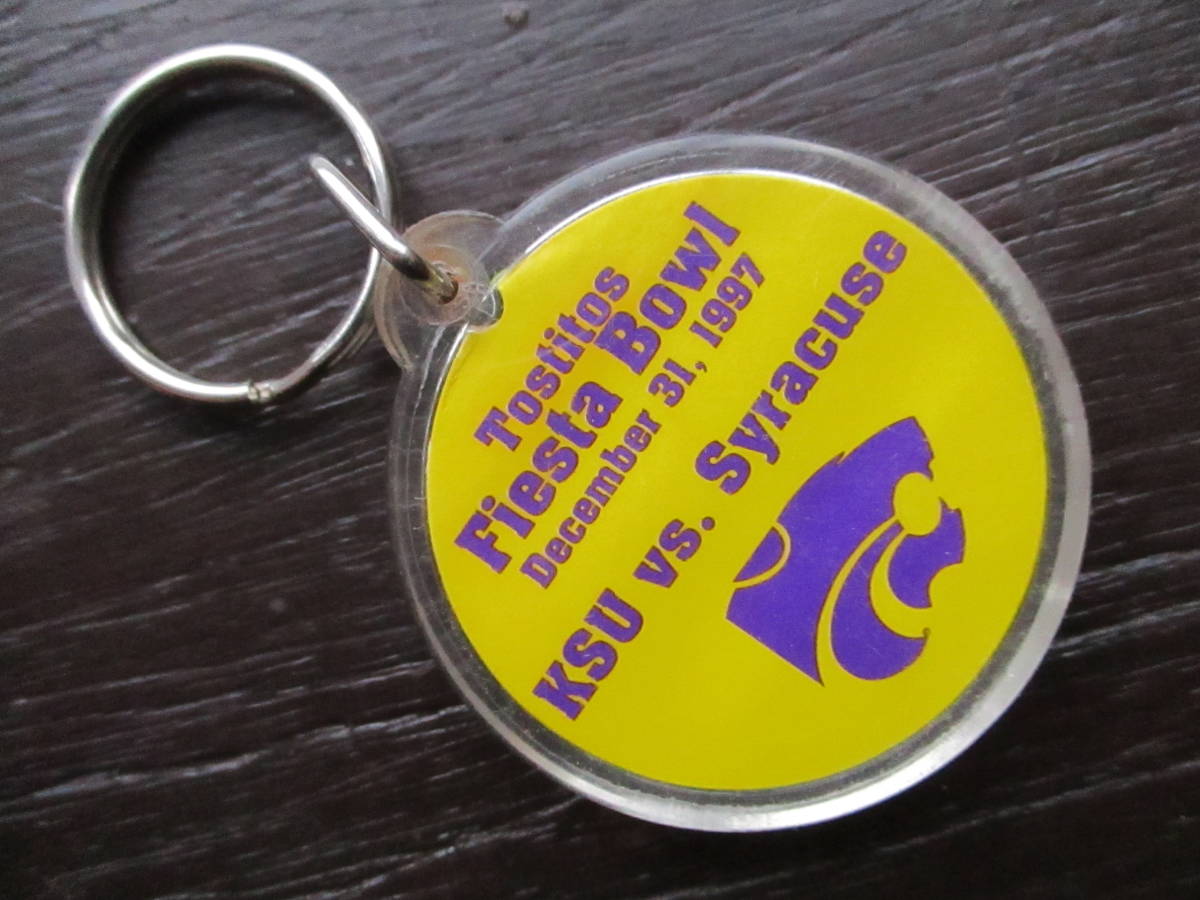 Tostitos
Fiesta Bowl
December 31, 1997
KSU vs. Syracuse